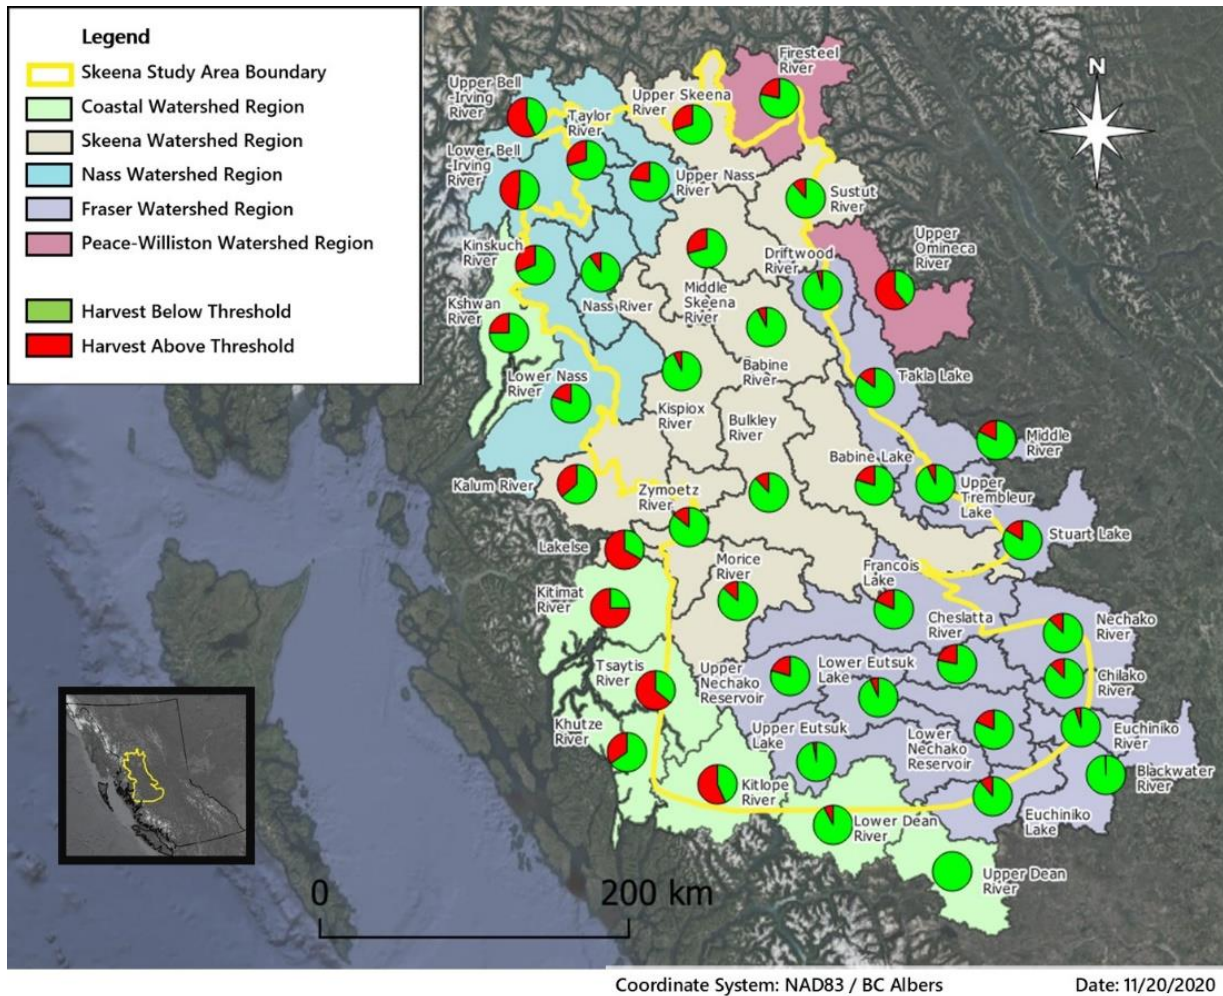 Legend
Skeena Study Area Boundary
Coastal Watershed Region
Skeena Watershed Region
Nass Watershed Region
Fraser Watershed Region
Peace-Williston Watershed Region
Harvest Below Threshold
Harvest Above Threshold
N
Firesteel
River
Upper Bell
-Irving
River
Taylor
River
Upper Skeena
River
Lower Bell
-Irving
River
Upper Nass
River
Sustut
River
Kinskuch
River
Driftwood
River
Upper
Omineca
River
Kshwan
River
Nass River
Middle
Skeena
River
Babine
River
Takla Lake
Lower Nass
River
Kispiox
River
Bulkley
River
Middle
River
Kalum River
Zymoetz
River
Babine Lake
Upper
Trembleur
Lake
Stuart Lake
Lakelse
Morice
River
Francois
Lake
Kitimat
River
Cheslatta
River
Nechako
River
Tsaytis
River
Upper
Nechako
Reservoir
Lower Eutsuk
Lake
Chilako
River
Khutze
River
Upper Eutsuk
Lake
Lower
Nechako
Reservoir
Euchiniko
River
Blackwater
River
Kitlope
River
Lower Dean
River
Euchiniko
Lake
Upper Dean
River
0 200 km
Coordinate System: NAD83 / BC Albers Date: 11/20/2020